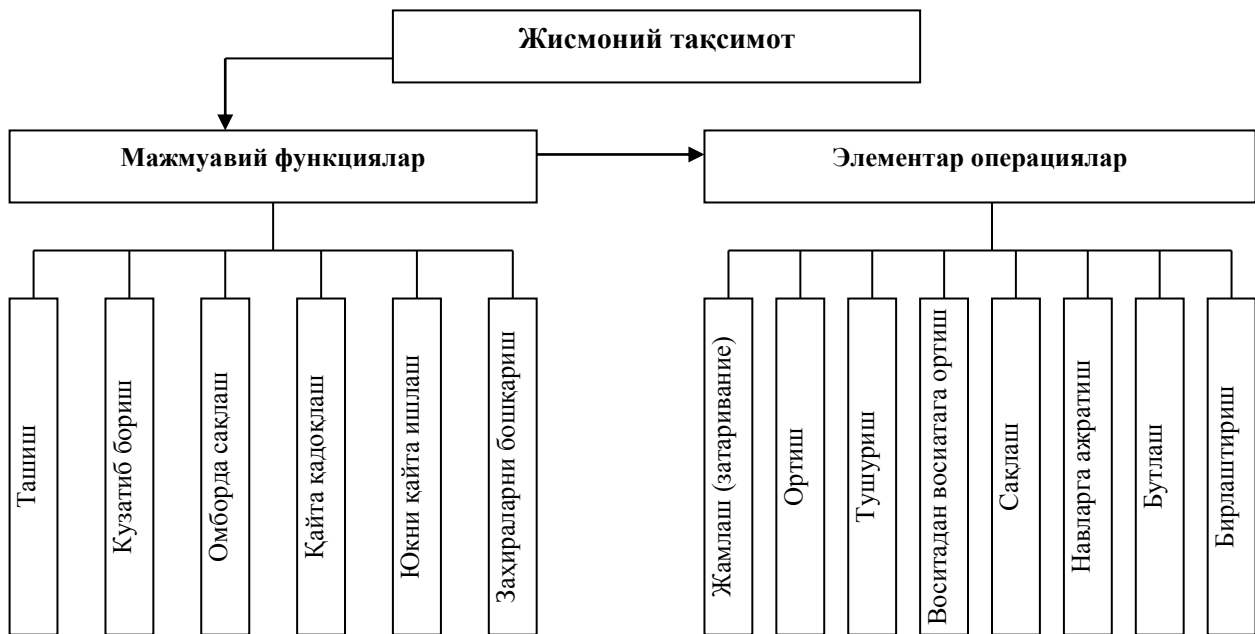 Жисмоний тақсимот
Мажмуавий функциялар
Элементар операциялар
Ташиш
Кузатиб бориш
Омборда сақлаш
Қайта қадоқлаш
Юкни қайта ишлаш
Заҳираларни бошқариш
Жамлаш (затаривание)
Ортиш
Тушуриш
Воситадан восиатага ортиш
Сақлаш
Навларга ажратиш
Бутлаш
Бирлаштириш